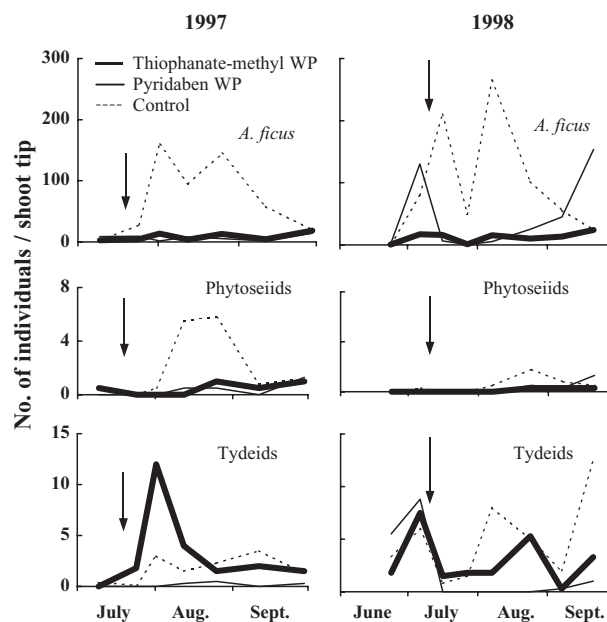 1997
1998
No. of individuals / shoot tip
Thiophanate-methyl WP
Pyridaben WP
Control
300
200
100
0
A. ficus
A. ficus
8
4
0
Phytoseiids
Phytoseiids
15
10
5
0
Tydeids
Tydeids
July Aug. Sept.
June July Aug. Sept.